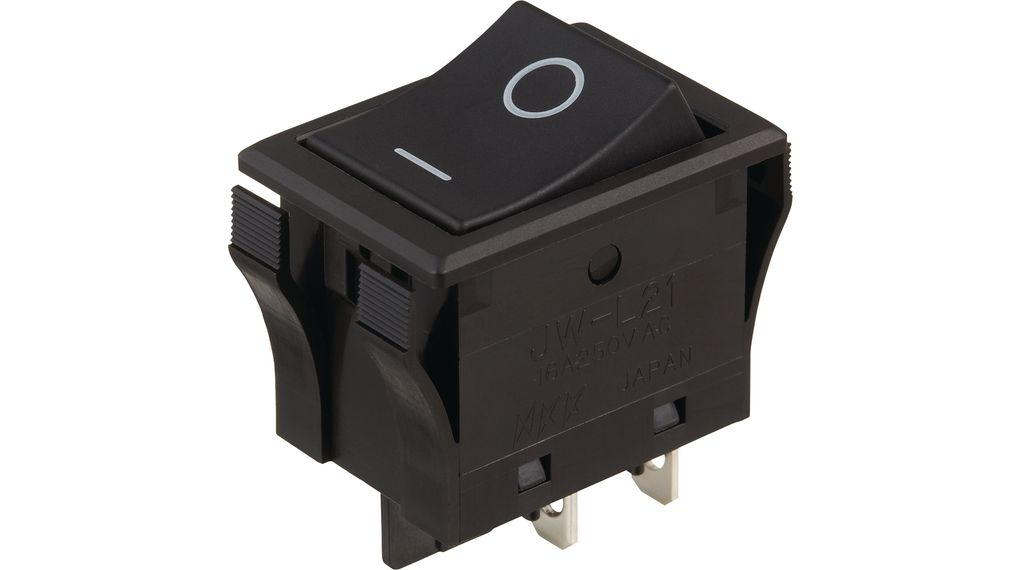 O
—
JW-L21
16A250VAC
JAPAN
NKK